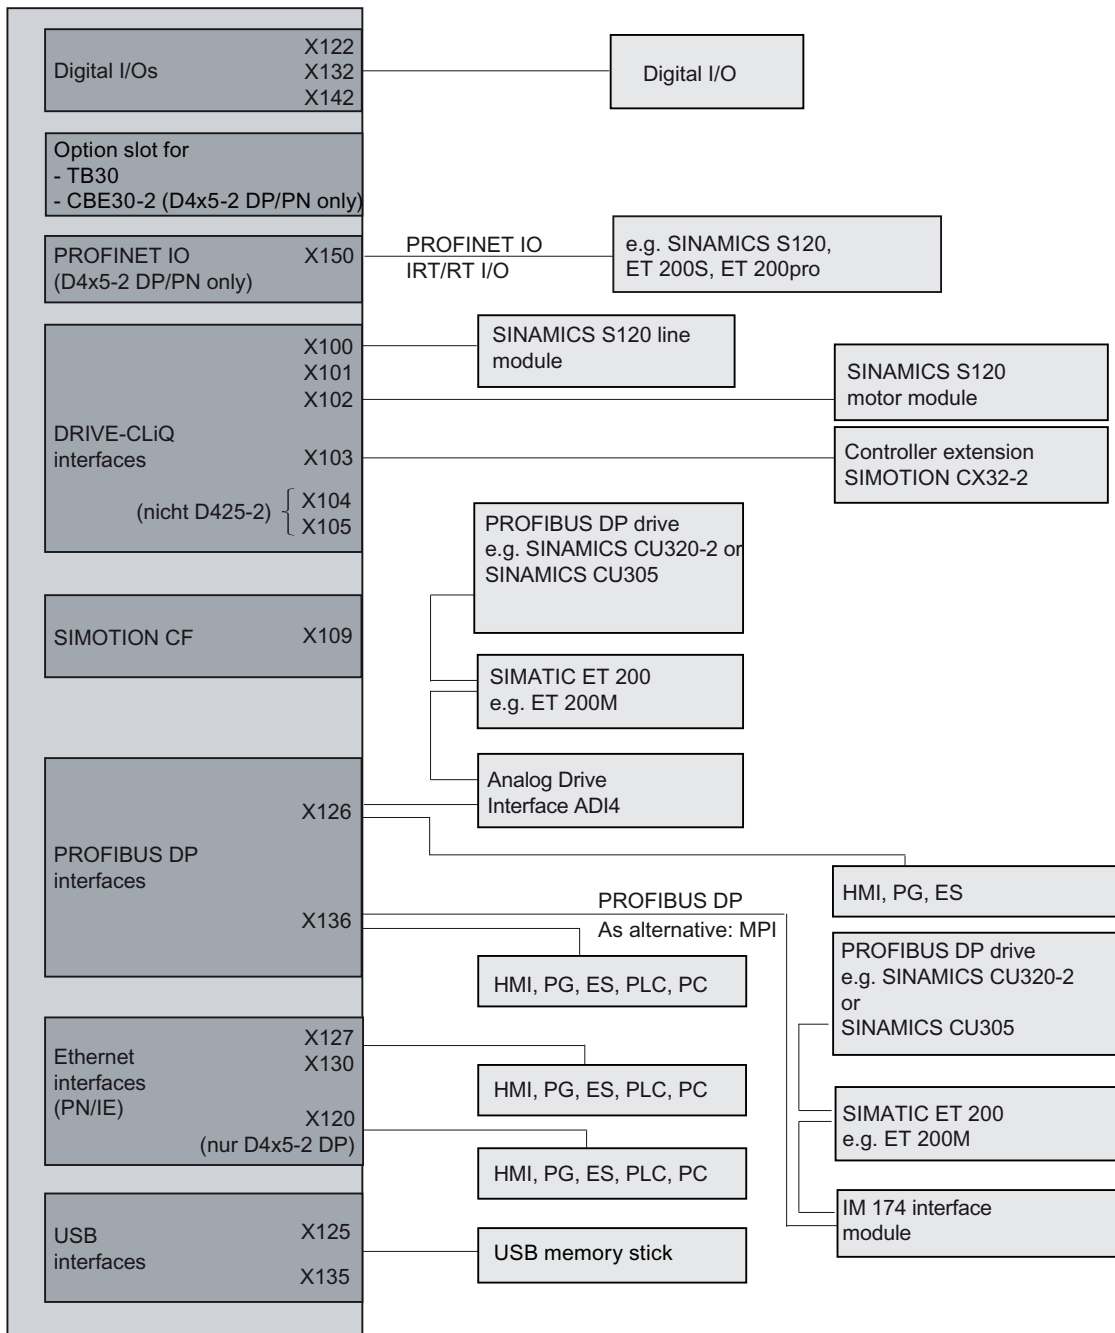 Digital I/Os
X122
X132
X142
Digital I/O
Option slot for
- TB30
- CBE30-2 (D4x5-2 DP/PN only)
PROFINET IO
(D4x5-2 DP/PN only)
X150
PROFINET IO
IRT/RT I/O
e.g. SINAMICS S120,
ET 200S, ET 200pro
DRIVE-CLiQ
interfaces
X100
X101
X102
X103
(nicht D425-2)
X104
X105
SINAMICS S120 line
module
SINAMICS S120
motor module
Controller extension
SIMOTION CX32-2
PROFIBUS DP drive
e.g. SINAMICS CU320-2 or
SINAMICS CU305
SIMOTION CF
X109
SIMATIC ET 200
e.g. ET 200M
Analog Drive
Interface ADI4
PROFIBUS DP
interfaces
X126
X136
HMI, PG, ES
PROFIBUS DP
As alternative: MPI
HMI, PG, ES, PLC, PC
PROFIBUS DP drive
e.g. SINAMICS CU320-2
or
SINAMICS CU305
Ethernet
interfaces
(PN/IE)
X127
X130
X120
(nur D4x5-2 DP)
HMI, PG, ES, PLC, PC
SIMATIC ET 200
e.g. ET 200M
HMI, PG, ES, PLC, PC
IM 174 interface
module
USB
interfaces
X125
X135
USB memory stick